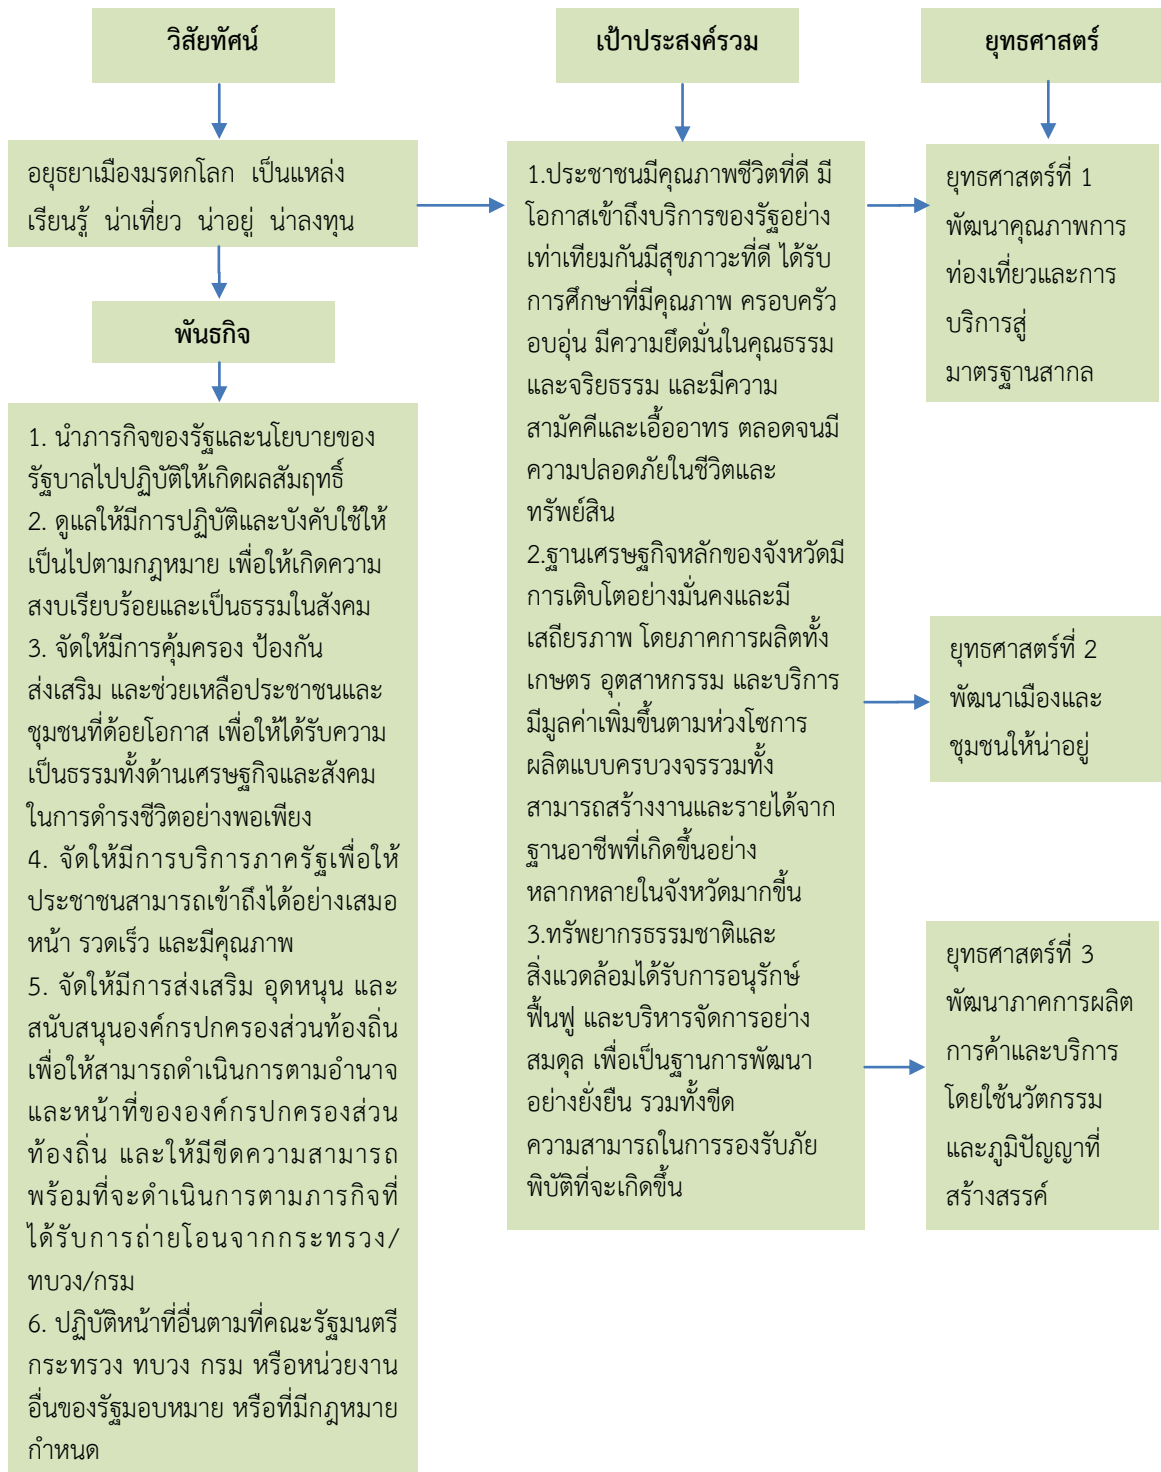 วิสัยทัศน์
อยุธยาเมืองมรดกโลก เป็นแหล่ง
เรียนรู้ น่าเที่ยว น่าอยู่ น่าลงทุน
พันธกิจ
1. นำภารกิจของรัฐและนโยบายของ
รัฐบาลไปปฏิบัติให้เกิดผลสัมฤทธิ์
2. ดูแลให้มีการปฏิบัติและบังคับใช้ให้
เป็นไปตามกฎหมาย เพื่อให้เกิดความ
สงบเรียบร้อยและเป็นธรรมในสังคม
3. จัดให้มีการคุ้มครอง ป้องกัน
ส่งเสริม และช่วยเหลือประชาชนและ
ชุมชนที่ด้อยโอกาส เพื่อให้ได้รับความ
เป็นธรรมทั้งด้านเศรษฐกิจและสังคม
ในการดำรงชีวิตอย่างพอเพียง
4. จัดให้มีการบริการภาครัฐเพื่อให้
ประชาชนสามารถเข้าถึงได้อย่างเสมอ
หน้า รวดเร็ว และมีคุณภาพ
5. จัดให้มีการส่งเสริม อุดหนุน และ
สนับสนุนองค์กรปกครองส่วนท้องถิ่น
เพื่อให้สามารถดำเนินการตามอำนาจ
และหน้าที่ขององค์กรปกครองส่วน
ท้องถิ่น และให้มีขีดความสามารถ
พร้อมที่จะดำเนินการตามภารกิจที่
ได้รับการถ่ายโอนจากกระทรวง/
ทบวง/กรม
6. ปฏิบัติหน้าที่อื่นตามที่คณะรัฐมนตรี
กระทรวง ทบวง กรม หรือหน่วยงาน
อื่นของรัฐมอบหมาย หรือที่มีกฎหมาย
กำหนด
เป้าประสงค์รวม
1.ประชาชนมีคุณภาพชีวิตที่ดี มี
โอกาสเข้าถึงบริการของรัฐอย่าง
เท่าเทียมกันมีสุขภาวะที่ดี ได้รับ
การศึกษาที่มีคุณภาพ ครอบครัว
อบอุ่น มีความยึดมั่นในคุณธรรม
และจริยธรรม และมีความ
สามัคคีและเอื้ออาทร ตลอดจนมี
ความปลอดภัยในชีวิตและ
ทรัพย์สิน
2.ฐานเศรษฐกิจหลักของจังหวัดมี
การเติบโตอย่างมั่นคงและมี
เสถียรภาพ โดยภาคการผลิตทั้ง
เกษตร อุตสาหกรรม และบริการ
มีมูลค่าเพิ่มขึ้นตามห่วงโซ่การ
ผลิตแบบครบวงจรรวมทั้ง
สามารถสร้างงานและรายได้จาก
ฐานอาชีพที่เกิดขึ้นอย่าง
หลากหลายในจังหวัดมากขี้น
3.ทรัพยากรธรรมชาติและ
สิ่งแวดล้อมได้รับการอนุรักษ์
ฟื้นฟู และบริหารจัดการอย่าง
สมดุล เพื่อเป็นฐานการพัฒนา
อย่างยั่งยืน รวมทั้งขีด
ความสามารถในการรองรับภัย
พิบัติที่จะเกิดขึ้น
ยุทธศาสตร์
ยุทธศาสตร์ที่ 1
พัฒนาคุณภาพการ
ท่องเที่ยวและการ
บริการสู่
มาตรฐานสากล
ยุทธศาสตร์ที่ 2
พัฒนาเมืองและ
ชุมชนให้น่าอยู่
ยุทธศาสตร์ที่ 3
พัฒนาภาคการผลิต
การค้าและบริการ
โดยใช้นวัตกรรม
และภูมิปัญญาที่
สร้างสรรค์